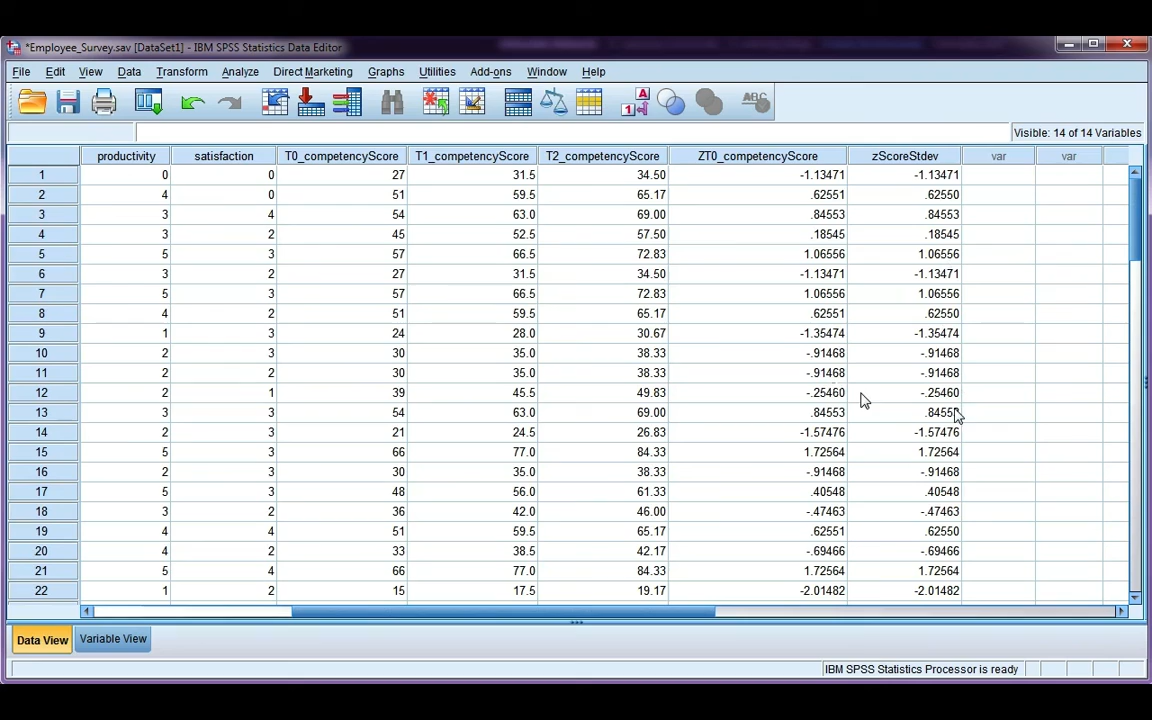 *Employee_Survey.sav [DataSet1] - IBM SPSS Statistics Data Editor
File Edit View Data Transform Analyze Direct Marketing Graphs Utilities Add-ons Window Help
Visible: 14 of 14 Variables
productivity satisfaction T0_competencyScore T1_competencyScore T2_competencyScore ZT0_competencyScore zScoreStdev var var
1 0 0 27 31.5 34.50 -1.13471 -1.13471
2 4 0 51 59.5 65.17 .62551 .62550
3 3 4 54 63.0 69.00 .84553 .84553
4 3 2 45 52.5 57.50 .18545 .18545
5 5 3 57 66.5 72.83 1.06556 1.06556
6 3 2 27 31.5 34.50 -1.13471 -1.13471
7 5 3 57 66.5 72.83 1.06556 1.06556
8 4 2 51 59.5 65.17 .62551 .62550
9 1 3 24 28.0 30.67 -1.35474 -1.35474
10 2 3 30 35.0 38.33 -.91468 -.91468
11 2 2 30 35.0 38.33 -.91468 -.91468
12 2 1 39 45.5 49.83 -.25460 -.25460
13 3 3 54 63.0 69.00 .84553 .84553
14 2 3 21 24.5 26.83 -1.57476 -1.57476
15 5 3 66 77.0 84.33 1.72564 1.72564
16 2 3 30 35.0 38.33 -.91468 -.91468
17 5 3 48 56.0 61.33 .40548 .40548
18 3 2 36 42.0 46.00 -.47463 -.47463
19 4 4 51 59.5 65.17 .62551 .62550
20 4 2 33 38.5 42.17 -.69466 -.69466
21 5 4 66 77.0 84.33 1.72564 1.72564
22 1 2 15 17.5 19.17 -2.01482 -2.01482
Data View Variable View
IBM SPSS Statistics Processor is ready